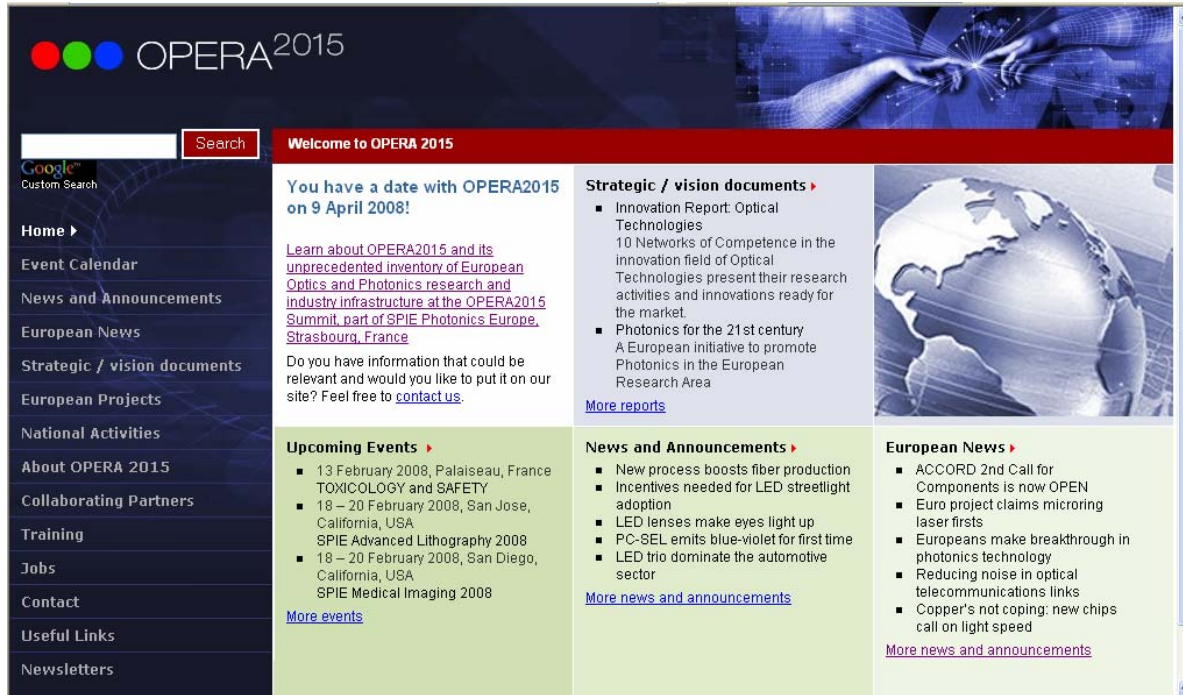 OPERA2015
Search
Google™
Custom Search
Home
Event Calendar
News and Announcements
European News
Strategic / vision documents
European Projects
National Activities
About OPERA 2015
Collaborating Partners
Training
Jobs
Contact
Useful Links
Newsletters
Welcome to OPERA 2015
You have a date with OPERA2015
on 9 April 2008!
Learn about OPERA2015 and its
unprecedented inventory of European
Optics and Photonics research and
industry infrastructure at the OPERA2015
Summit, part of SPIE Photonics Europe,
Strasbourg, France
Do you have information that could be
relevant and would you like to put it on our
site? Feel free to contact us.
Strategic / vision documents
Innovation Report: Optical
Technologies
10 Networks of Competence in the
innovation field of Optical
Technologies present their research
activities and innovations ready for
the market.
Photonics for the 21st century
A European initiative to promote
Photonics in the European
Research Area
More reports
Upcoming Events
13 February 2008, Palaiseau, France
TOXICOLOGY and SAFETY
18 – 20 February 2008, San Jose,
California, USA
SPIE Advanced Lithography 2008
18 – 20 February 2008, San Diego,
California, USA
SPIE Medical Imaging 2008
More events
News and Announcements
New process boosts fiber production
Incentives needed for LED streetlight
adoption
LED lenses make eyes light up
PC-SEL emits blue-violet for first time
LED trio dominate the automotive
sector
More news and announcements
European News
ACCORD 2nd Call for
Components is now OPEN
Euro project claims microring
laser firsts
Europeans make breakthrough in
photonics technology
Reducing noise in optical
telecommunications links
Copper's not coping: new chips
call on light speed
More news and announcements